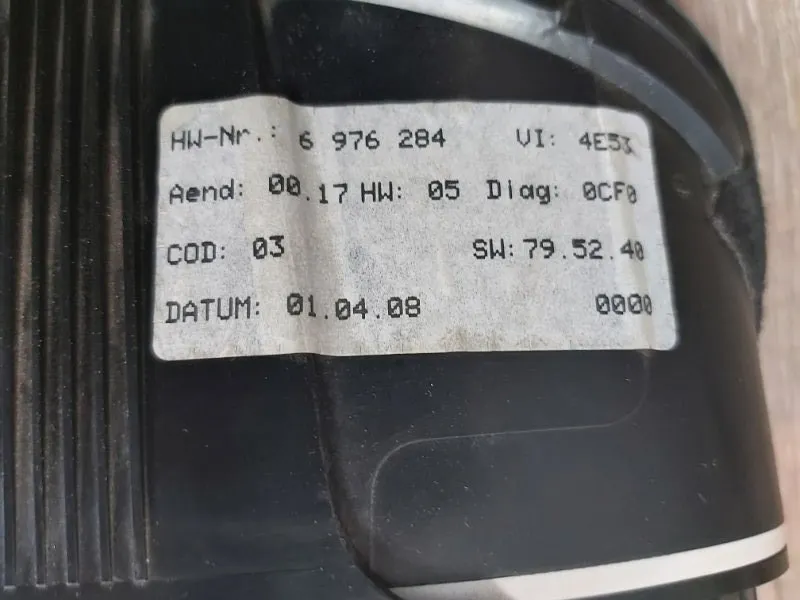 HW-Nr.: 6 976 284 VI: 4E53
Aend: 00.17 HW: 05 Diag: 0CF0
COD: 03 SW: 79.52.40
DATUM: 01.04.08 0000